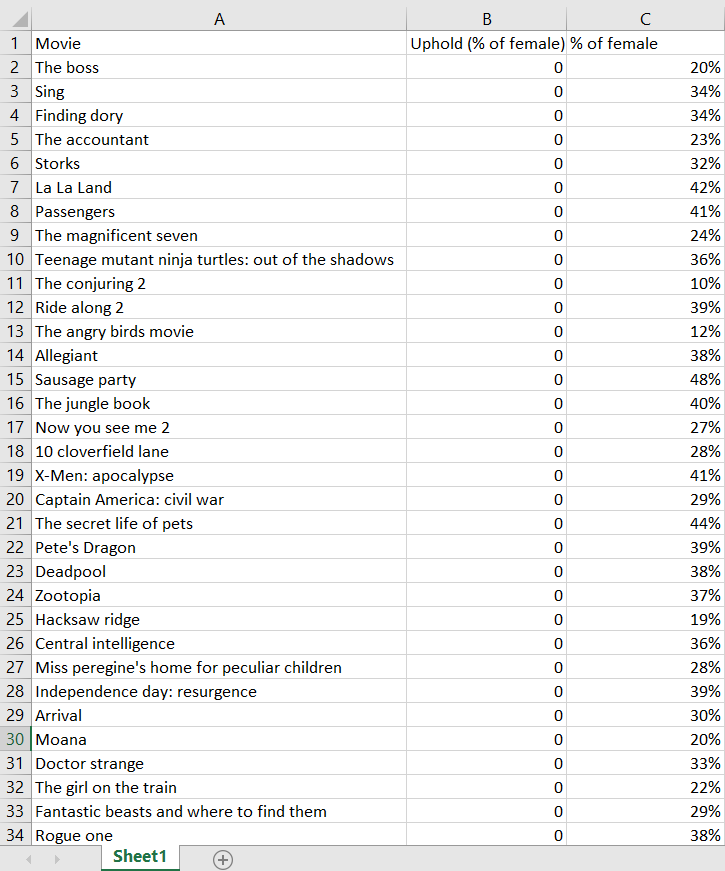 A B C
1 Movie Uphold (% of female) % of female
2 The boss 0 20%
3 Sing 0 34%
4 Finding dory 0 34%
5 The accountant 0 23%
6 Storks 0 32%
7 La La Land 0 42%
8 Passengers 0 41%
9 The magnificent seven 0 24%
10 Teenage mutant ninja turtles: out of the shadows 0 36%
11 The conjuring 2 0 10%
12 Ride along 2 0 39%
13 The angry birds movie 0 12%
14 Allegiant 0 38%
15 Sausage party 0 48%
16 The jungle book 0 40%
17 Now you see me 2 0 27%
18 10 cloverfield lane 0 28%
19 X-Men: apocalypse 0 41%
20 Captain America: civil war 0 29%
21 The secret life of pets 0 44%
22 Pete's Dragon 0 39%
23 Deadpool 0 38%
24 Zootopia 0 37%
25 Hacksaw ridge 0 19%
26 Central intelligence 0 36%
27 Miss peregine's home for peculiar children 0 28%
28 Independence day: resurgence 0 39%
29 Arrival 0 30%
30 Moana 0 20%
31 Doctor strange 0 33%
32 The girl on the train 0 22%
33 Fantastic beasts and where to find them 0 29%
34 Rogue one 0 38%
Sheet1